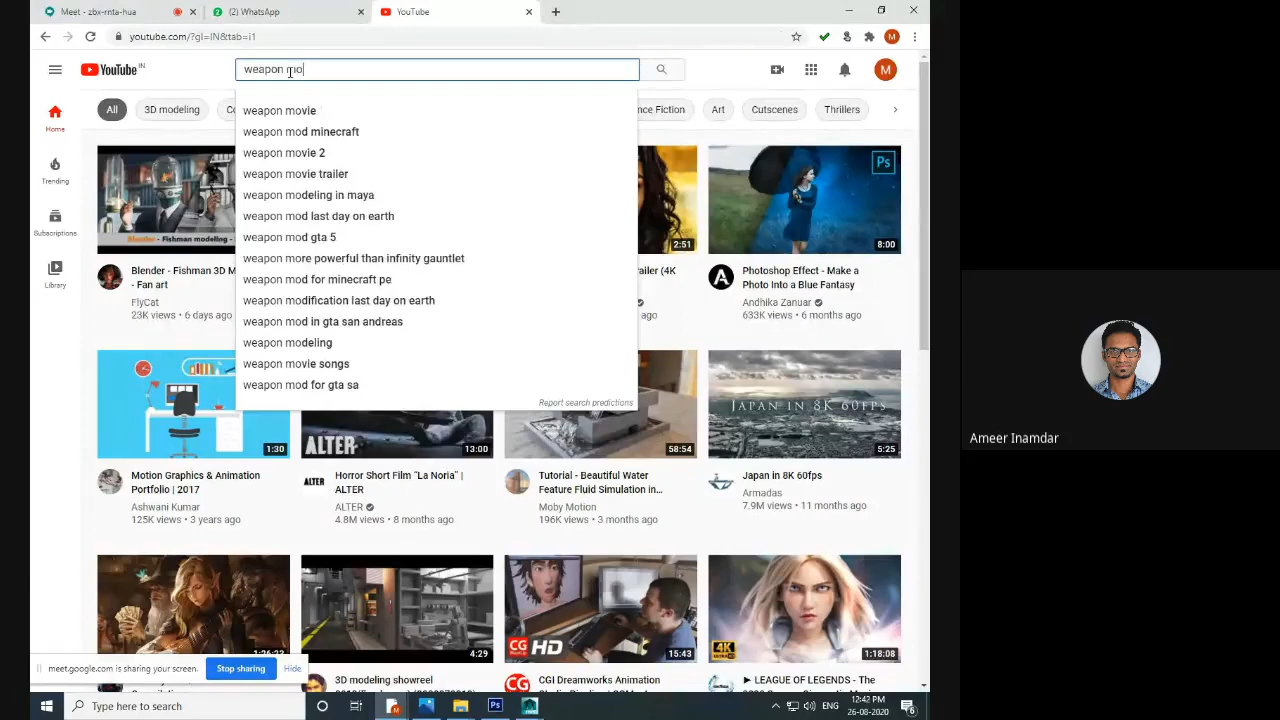 Meet - zbx-rnta-hua
(2) WhatsApp
YouTube
youtube.com/?gl=IN&tab=i1
YouTube IN
weapon mo
M
M
All
3D modeling
nce Fiction
Art
Cutscenes
Thrillers
weapon movie
weapon mod minecraft
weapon movie 2
weapon movie trailer
weapon modeling in maya
weapon mod last day on earth
weapon mod gta 5
weapon more powerful than infinity gauntlet
weapon mod for minecraft pe
weapon modification last day on earth
weapon mod in gta san andreas
weapon modeling
weapon movie songs
weapon mod for gta sa
Report search predictions
Home
Trending
Subscriptions
Library
Blender - Fishman modeling -
Blender - Fishman 3D M
- Fan art
FlyCat
23K views • 6 days ago
2:51
railer (4K
ago
Ps
8:00
Photoshop Effect - Make a
Photo Into a Blue Fantasy
Andhika Zanuar
633K views • 6 months ago
1:30
Motion Graphics & Animation
Portfolio | 2017
Ashwani Kumar
125K views • 3 years ago
ALTER
13:00
Horror Short Film “La Noria” |
ALTER
ALTER
4.8M views • 8 months ago
58:54
Tutorial - Beautiful Water
Feature Fluid Simulation in...
Moby Motion
196K views • 3 months ago
JAPAN IN 8K 60FPS
5:25
Japan in 8K 60fps
Armadas
7.9M views • 11 months ago
4:29
3D modeling showreel
CG HD
15:43
CGI Dreamworks Animation
4K
1:18:08
► LEAGUE OF LEGENDS - The
meet.google.com is sharing your screen.
Stop sharing
Hide
Type here to search
Ps
ENG
12:42 PM
26-08-2020
6
Ameer Inamdar